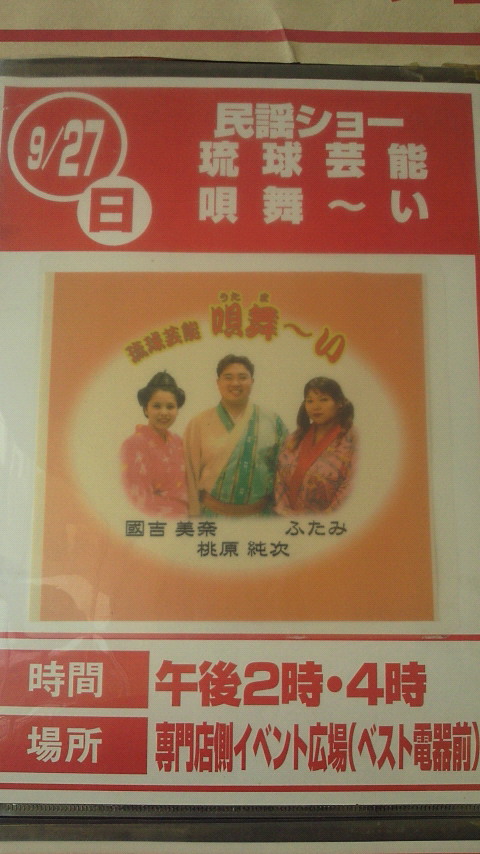 9/27
日
民謡ショー
琉球芸能
唄舞～い
うたま
琉球芸能 唄舞～い
國吉 美奈 ふたみ
桃原 純次
時間 午後2時・4時
場所 専門店側イベント広場(ベスト電器前)